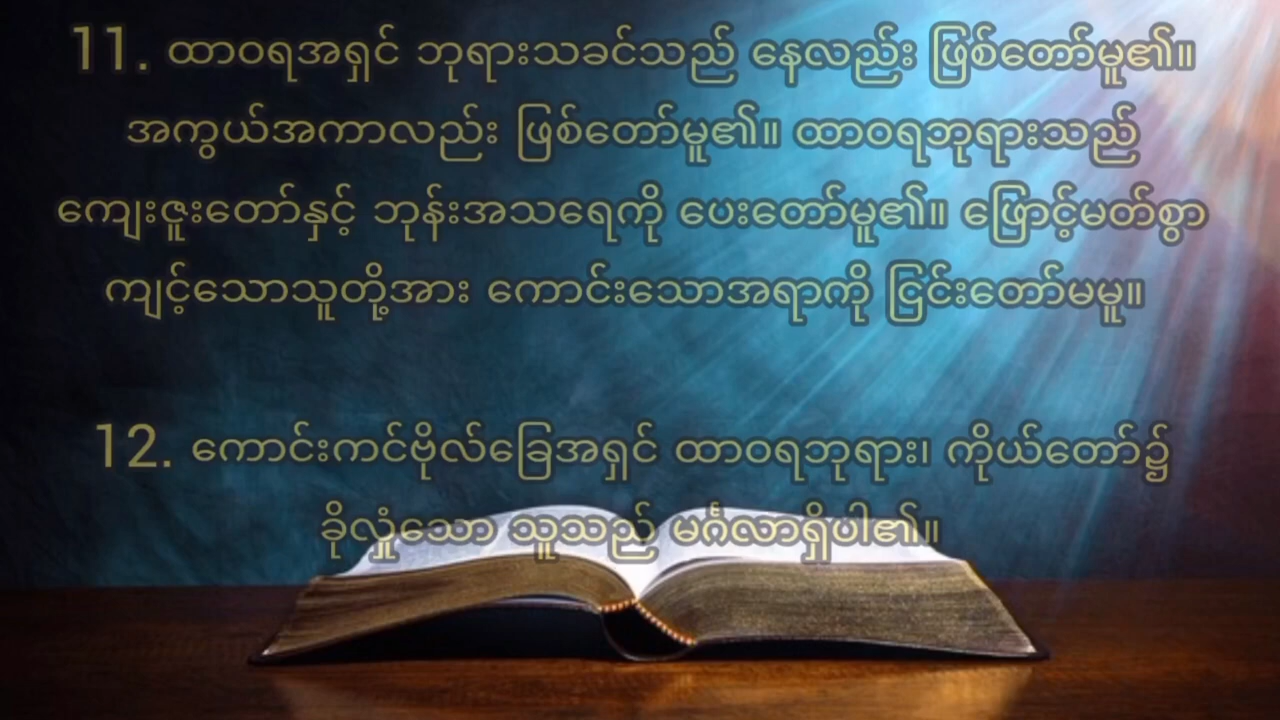 11. ထာဝရအရှင် ဘုရားသခင်သည် နေလည်း ဖြစ်တော်မူ၏။
အကွယ်အကာလည်း ဖြစ်တော်မူ၏။ ထာဝရဘုရားသည်
ကျေးဇူးတော်နှင့် ဘုန်းအသရေကို ပေးတော်မူ၏။ ဖြောင့်မတ်စွာ
ကျင့်သောသူတို့အား ကောင်းသောအရာကို ငြင်းတော်မမူ။
12. ကောင်းကင်ဗိုလ်ခြေအရှင် ထာဝရဘုရား၊ ကိုယ်တော်၌
ခိုလှုံသော သူသည် မင်္ဂလာရှိပါ၏။